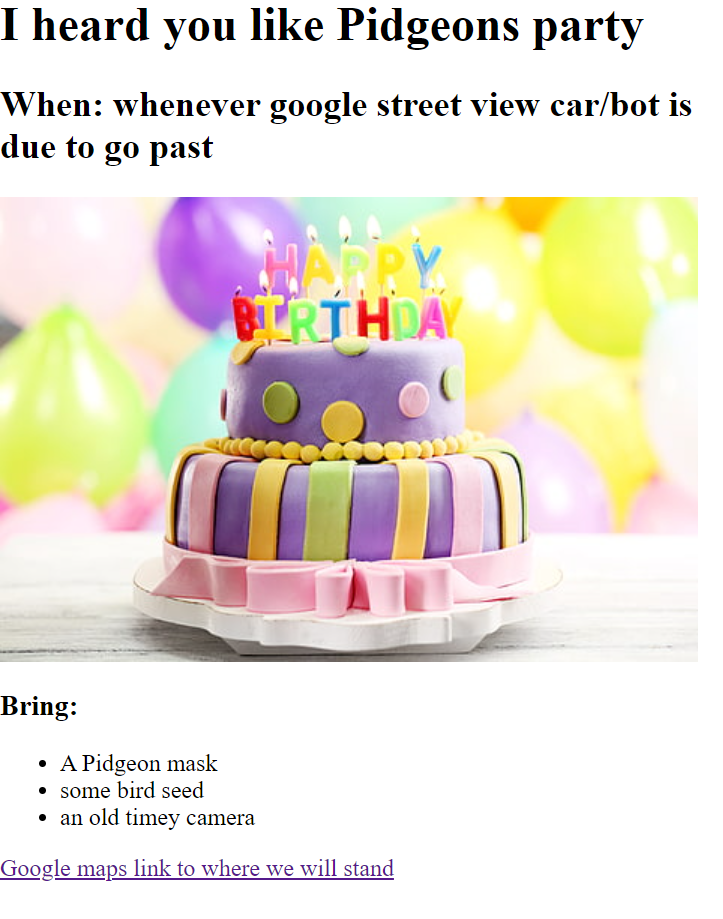 I heard you like Pidgeons party
When: whenever google street view car/bot is
due to go past
HAPPY
BIRTHDAY
Bring:
• A Pidgeon mask
• some bird seed
• an old timey camera
Google maps link to where we will stand